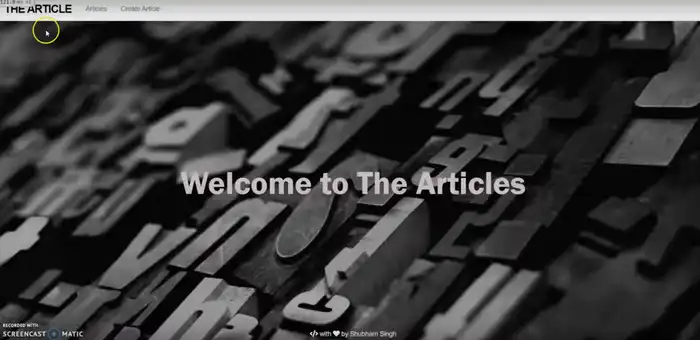 THE ARTICLE Articles Create Article
Welcome to The Articles
RECORDED WITH
SCREENCAST MATIC
</> with ❤ by Shubham Singh